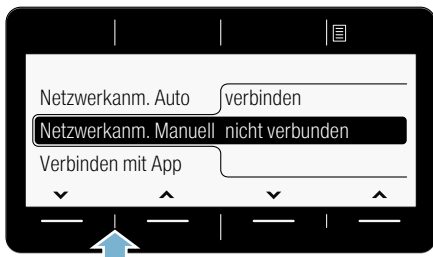 Netzwerkanm. Auto verbinden
Netzwerkanm. Manuell nicht verbunden
Verbinden mit App